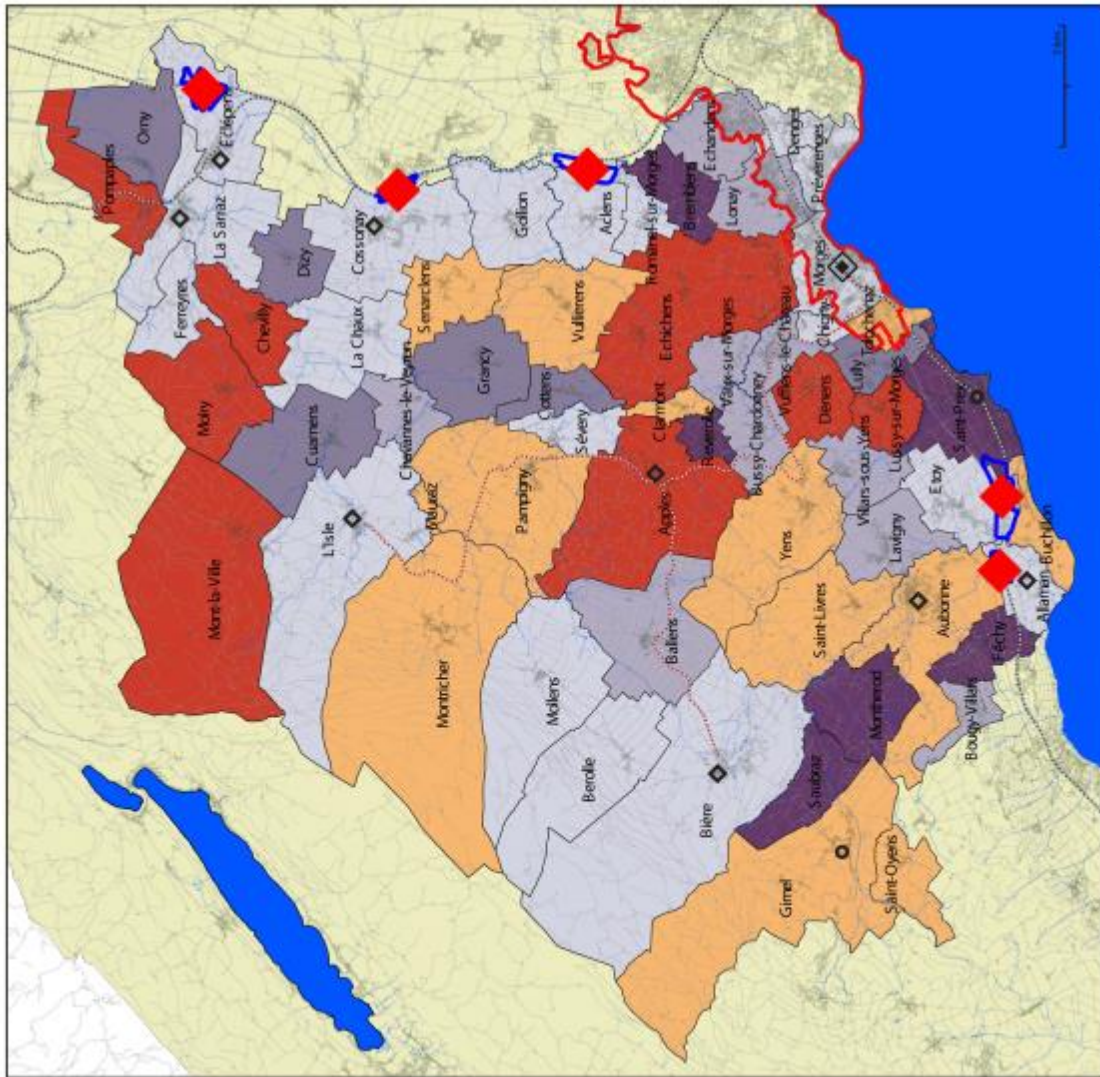 Pompaples
Orny
Eclépens
La Sarraz
Ferreyres
Chevilly
Moiry
Dizy
Cossonay
La Chaux
Cuarnens
Mont-la-Ville
L'Isle
Chavannes-le-Veyron
Senarclens
Gollion
Grancy
Vullierens
Aclens
Romanel-sur-Morges
Bremblens
Echandens
Lonay
Denges
Préverenges
Morges
Cottens
Sévery
Mauraz
Pampigny
Montricher
Echichens
Clarmont
Reverolle
Apples
Vaux-sur-Morges
Bussy-Chardonney
Vufflens-le-Château
Chigny
Tolochenaz
Lully
Denens
Lussy-sur-Morges
Saint-Prex
Villars-sous-Yens
Yens
Etoy
Lavigny
Buchillon
Allaman
Aubonne
Saint-Livres
Ballens
Mollens
Berolle
Bière
Féchy
Bougy-Villars
Montherod
Saubraz
Gimel
Saint-Oyens